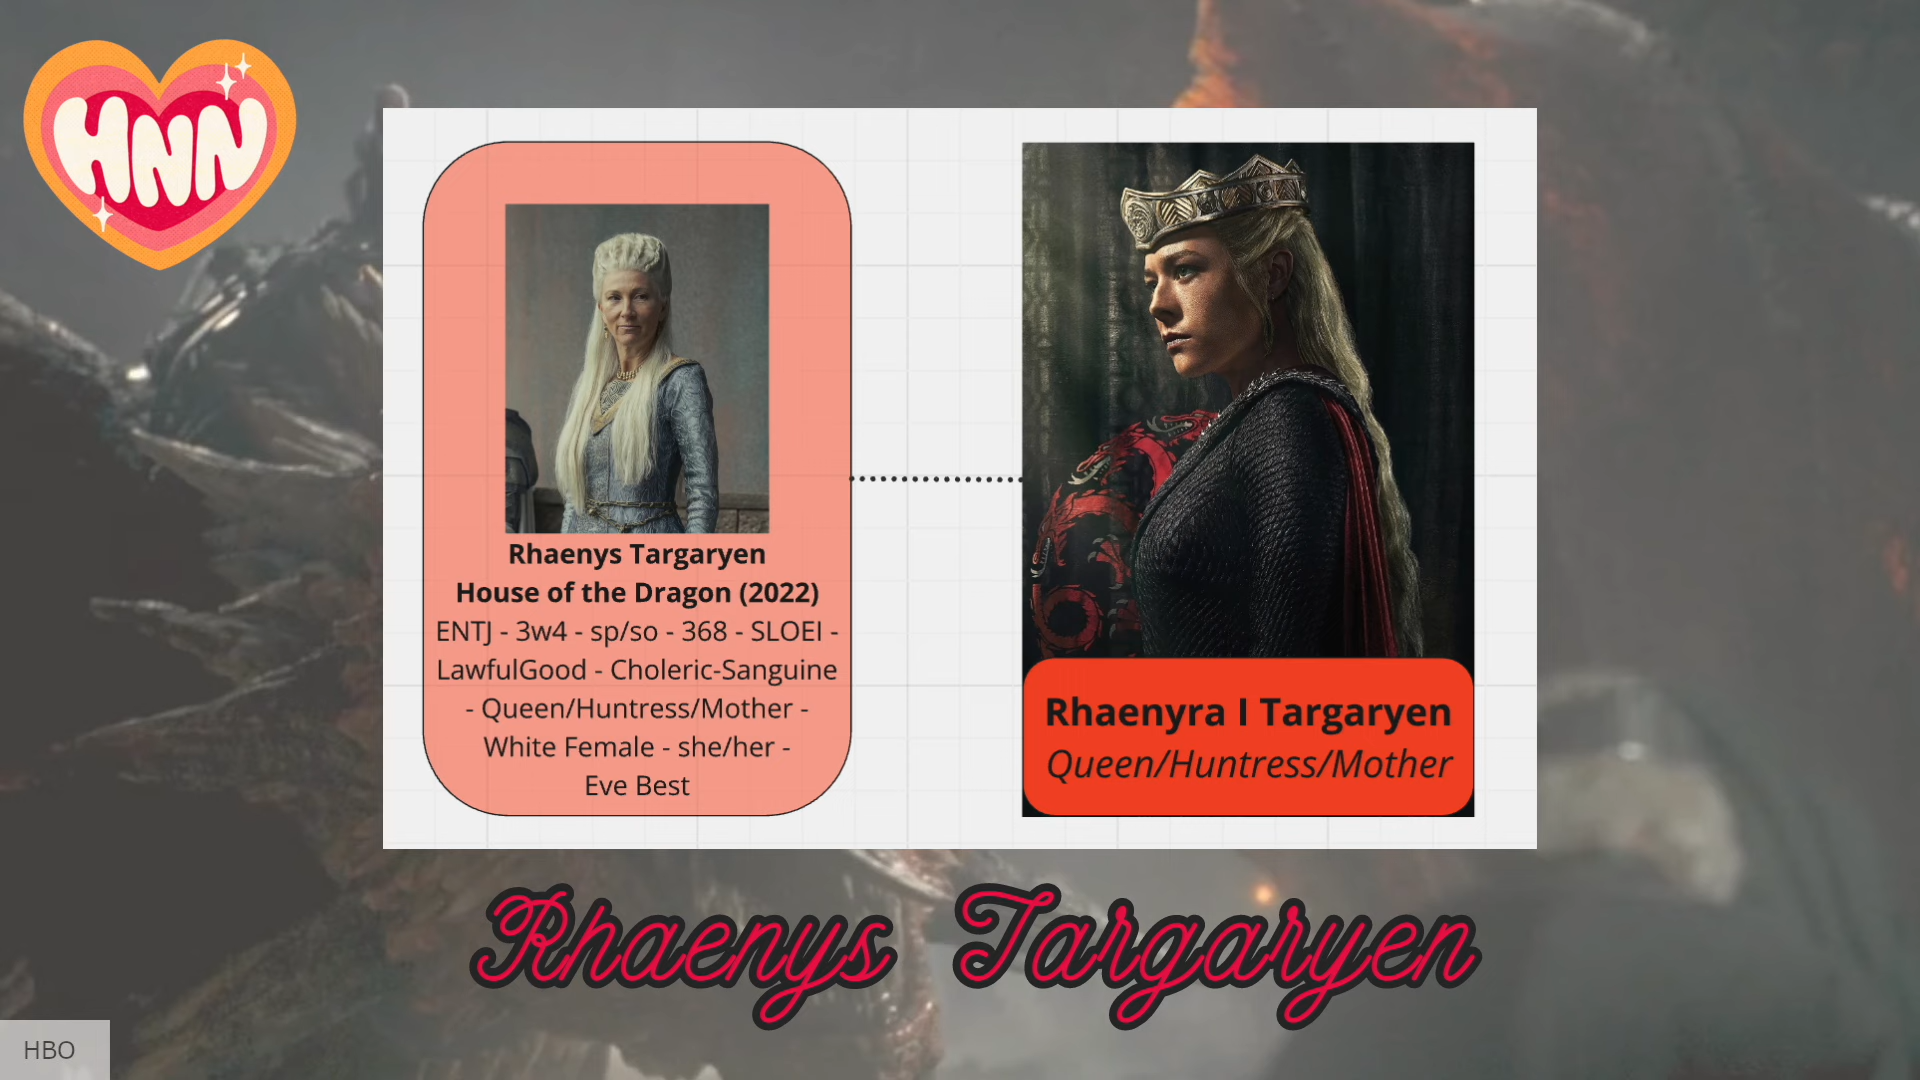 HNN
Rhaenys Targaryen
House of the Dragon (2022)
ENTJ - 3w4 - sp/so - 368 - SLOEI -
LawfulGood - Choleric-Sanguine
- Queen/Huntress/Mother -
White Female - she/her -
Eve Best
Rhaenyra I Targaryen
Queen/Huntress/Mother
Rhaenys Targaryen
HBO